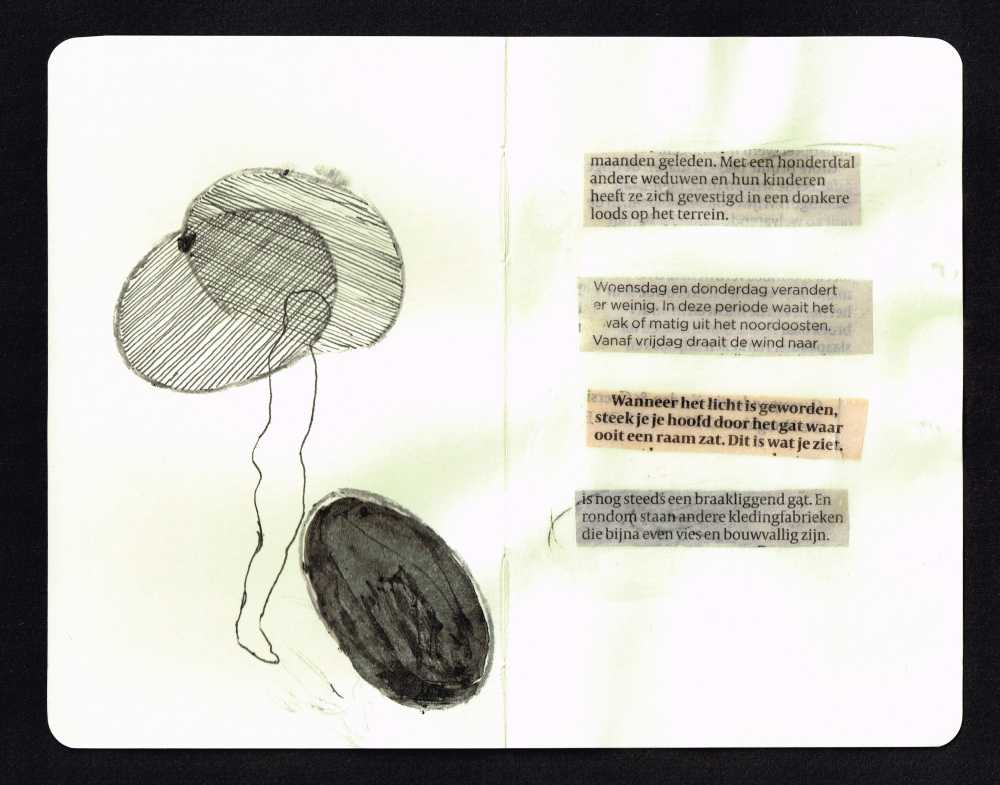 maanden geleden. Met een honderdtal
andere weduwen en hun kinderen
heeft ze zich gevestigd in een donkere
loods op het terrein.
Woensdag en donderdag verandert
er weinig. In deze periode waait het
wak of matig uit het noordoosten.
Vanaf vrijdag draait de wind naar
Wanneer het licht is geworden,
steek je je hoofd door het gat waar
ooit een raam zat. Dit is wat je ziet.
is nog steeds een braakliggend gat. En
rondom staan andere kledingfabrieken
die bijna even vies en bouwvallig zijn.